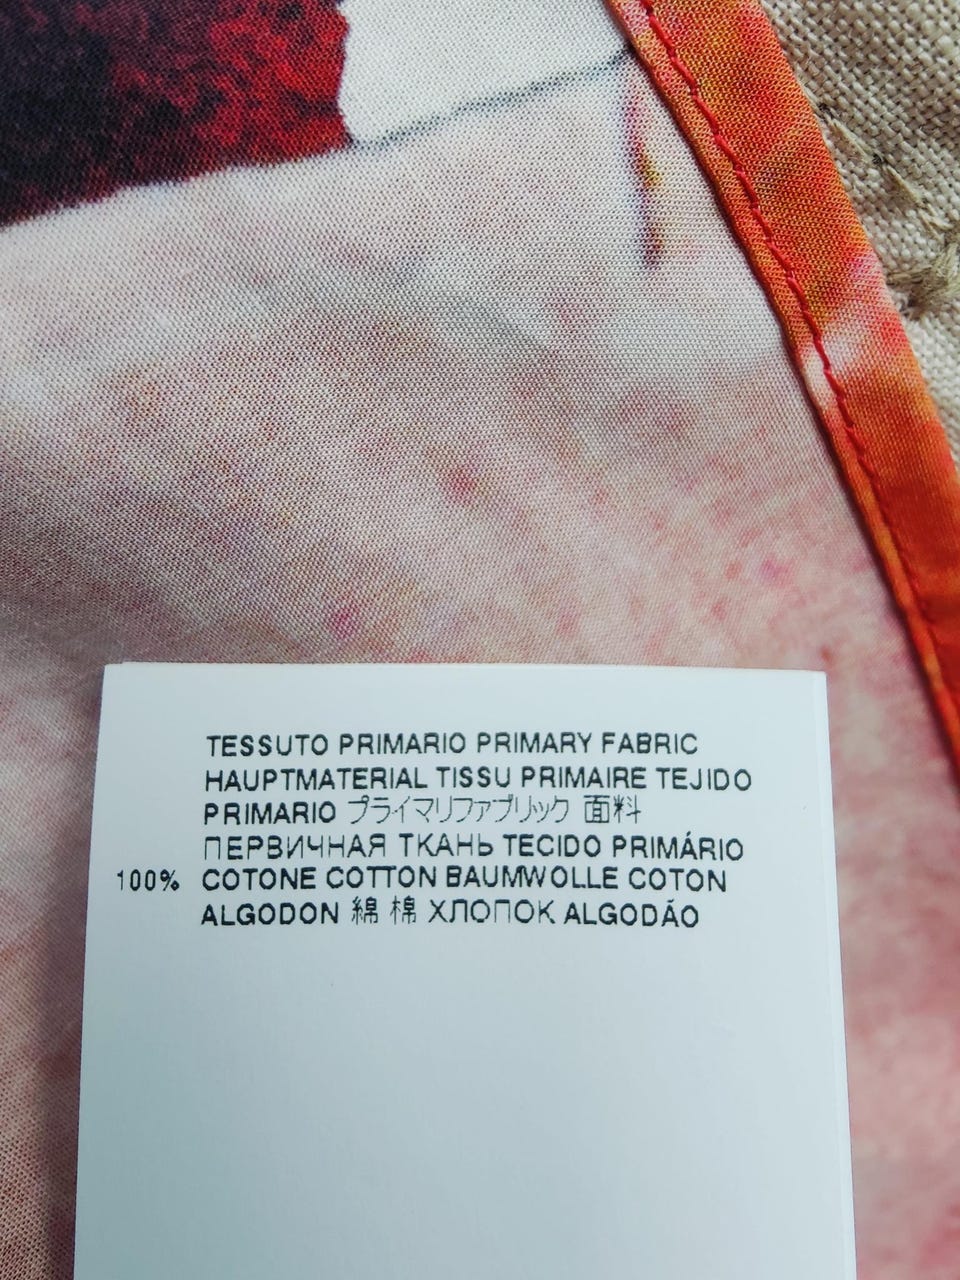 TESSUTO PRIMARIO PRIMARY FABRIC
HAUPTMATERIAL TISSU PRIMAIRE TEJIDO
PRIMARIO プライマリファブリック 面料
ПЕРВИЧНАЯ ТКАНЬ TECIDO PRIMÁRIO
100% COTONE COTTON BAUMWOLLE COTON
ALGODON 綿 棉 ХЛОПОК ALGODÃO